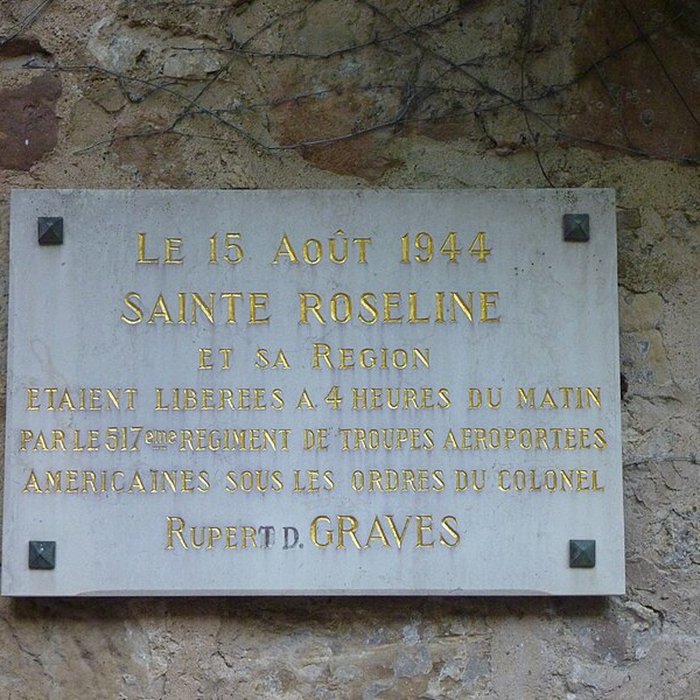 LE 15 AOÛT 1944
SAINTE ROSELINE
ET SA REGION
ETAIENT LIBEREES A 4 HEURES DU MATIN
PAR LE 517eme REGIMENT DE TROUPES AEROPORTEES
AMERICAINES SOUS LES ORDRES DU COLONEL
RUPERT D. GRAVES